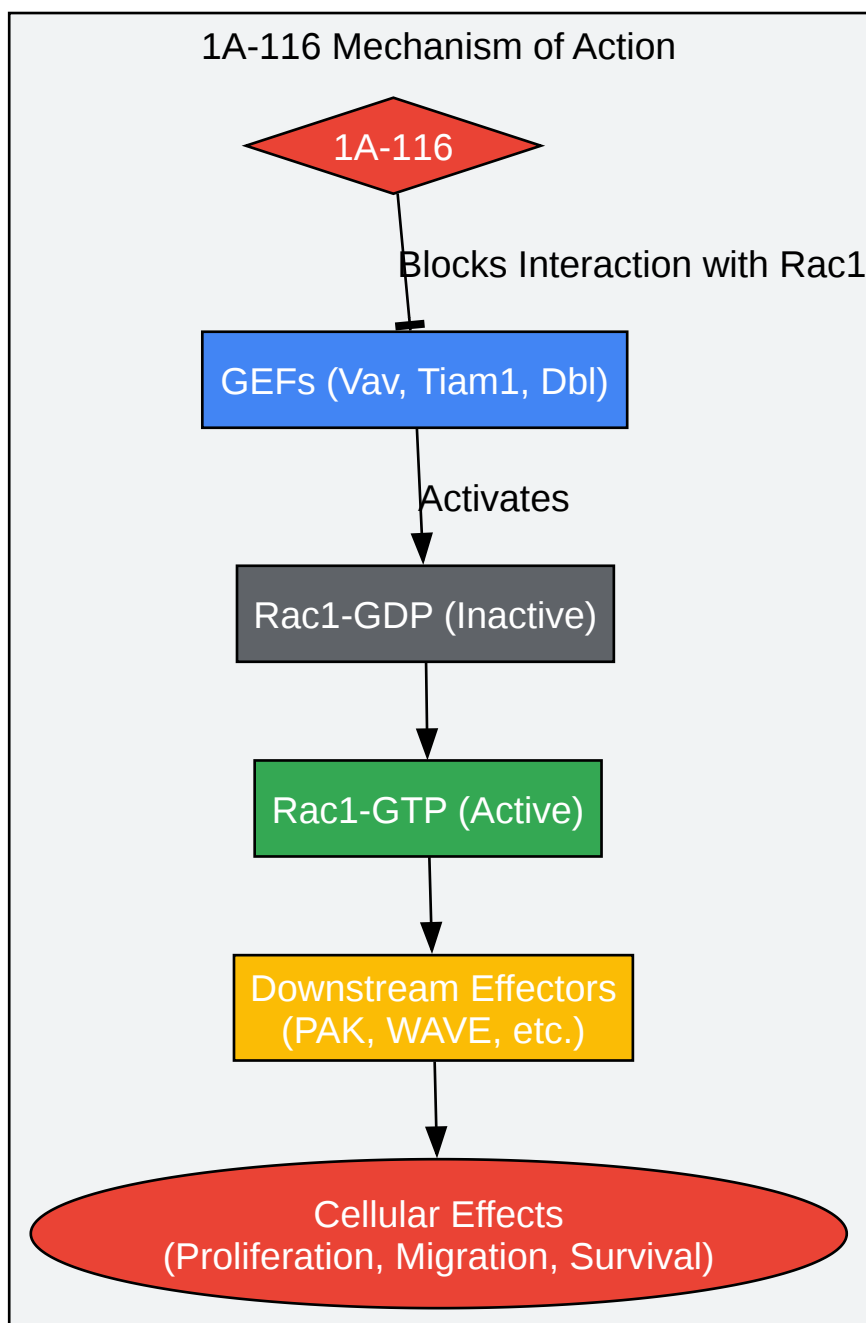 1A-116 Mechanism of Action
1A-116
Blocks Interaction with Rac1
GEFs (Vav, Tiam1, Dbl)
Activates
Rac1-GDP (Inactive)
Rac1-GTP (Active)
Downstream Effectors
(PAK, WAVE, etc.)
Cellular Effects
(Proliferation, Migration, Survival)